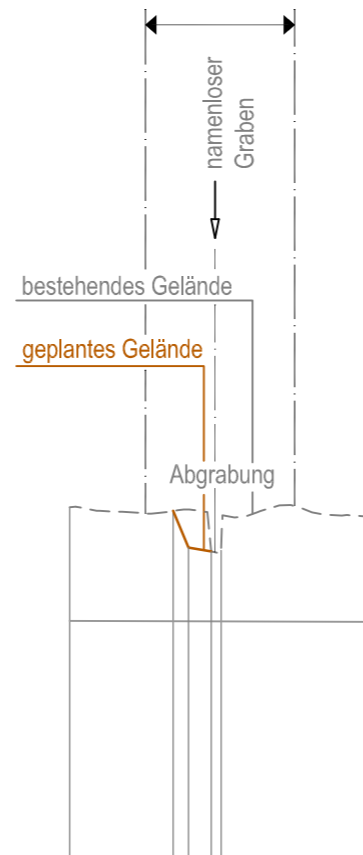 namenloser
Graben
bestehendes Gelände
geplantes Gelände
Abgrabung